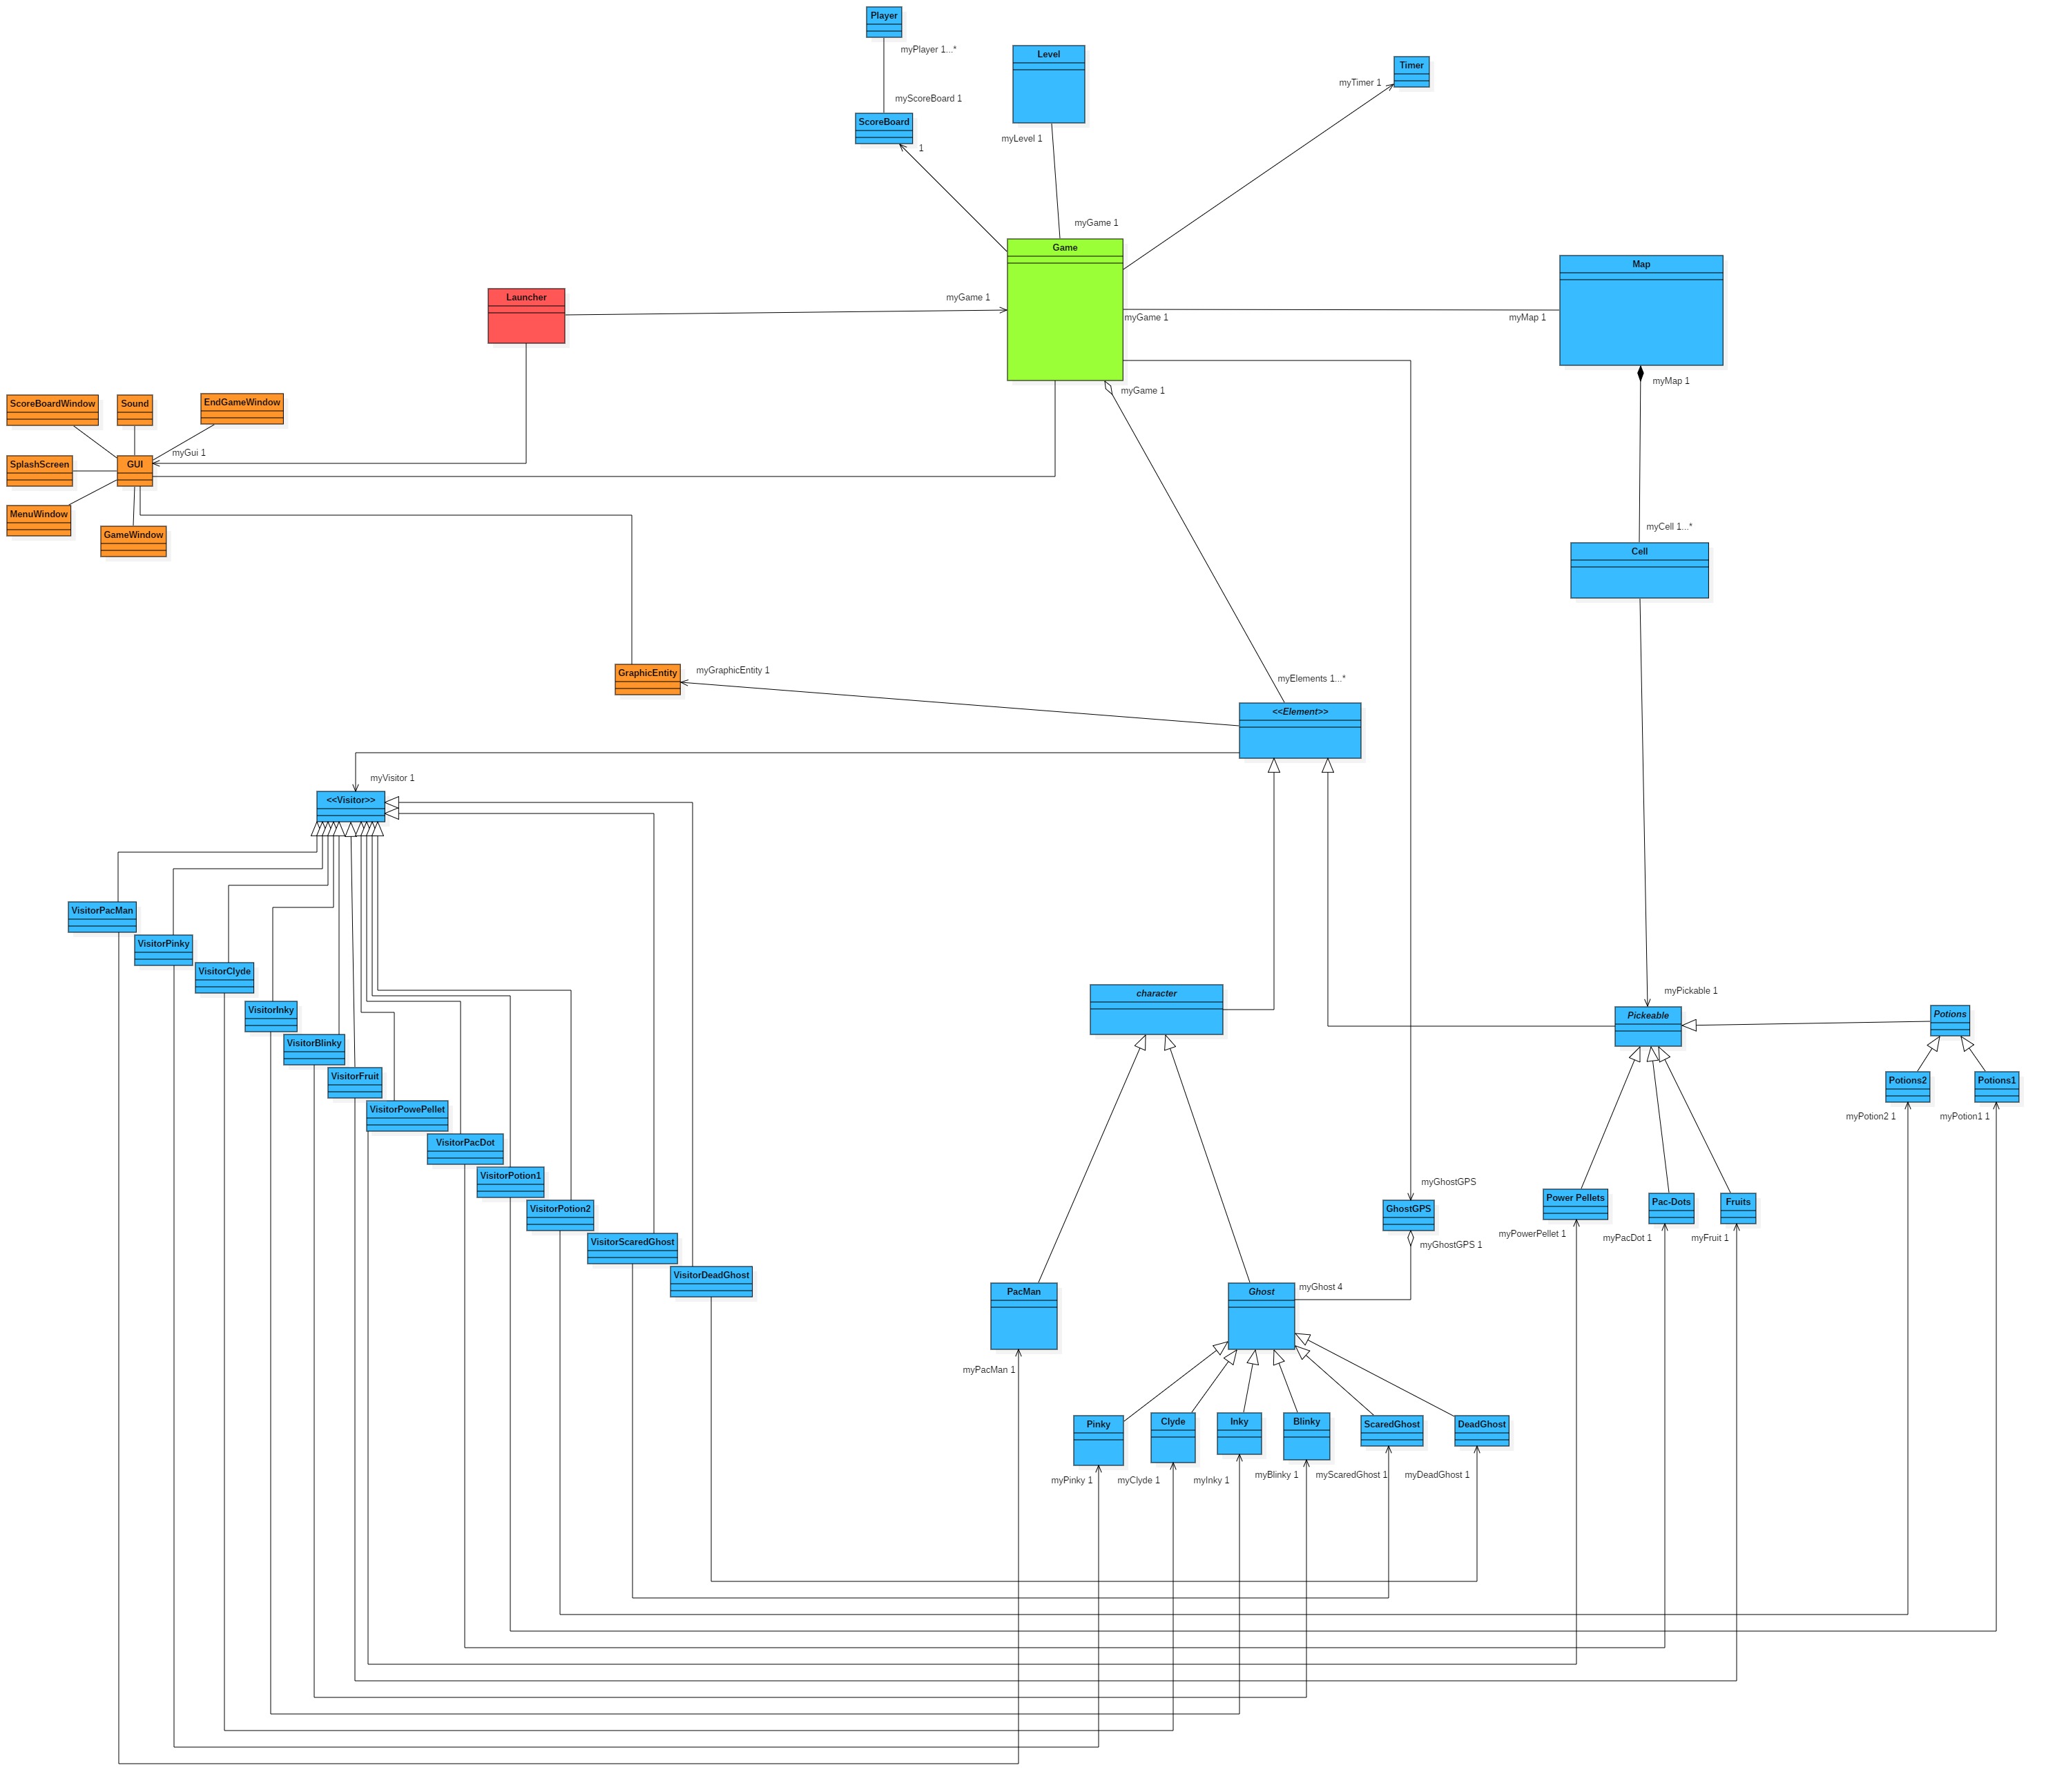 Player
myPlayer 1...*
Level
Timer
myTimer 1
myScoreBoard 1
ScoreBoard
1
myLevel 1
myGame 1
Game
Map
Launcher
myGame 1
myGame 1
myMap 1
myGame 1
myMap 1
ScoreBoardWindow
Sound
EndGameWindow
myGui 1
SplashScreen
GUI
MenuWindow
GameWindow
myCell 1...*
Cell
GraphicEntity
myGraphicEntity 1
myElements 1...*
<<Element>>
myVisitor 1
<<Visitor>>
VisitorPacMan
VisitorPinky
VisitorClyde
VisitorInky
VisitorBlinky
VisitorFruit
VisitorPowePellet
VisitorPacDot
VisitorPotion1
VisitorPotion2
VisitorScaredGhost
VisitorDeadGhost
character
myPickable 1
Pickeable
Potions
Potions2
Potions1
myPotion2 1
myPotion1 1
myGhostGPS
GhostGPS
myGhostGPS 1
Power Pellets
Pac-Dots
Fruits
myPowerPellet 1
myPacDot 1
myFruit 1
PacMan
Ghost
myGhost 4
myPacMan 1
Pinky
Clyde
Inky
Blinky
ScaredGhost
DeadGhost
myPinky 1
myClyde 1
myInky 1
myBlinky 1
myScaredGhost 1
myDeadGhost 1